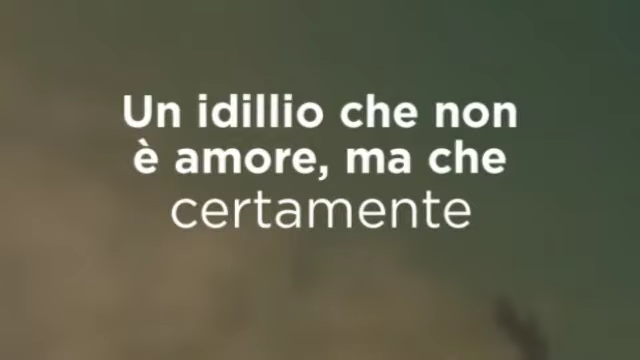 Un idillio che non
è amore, ma che
certamente